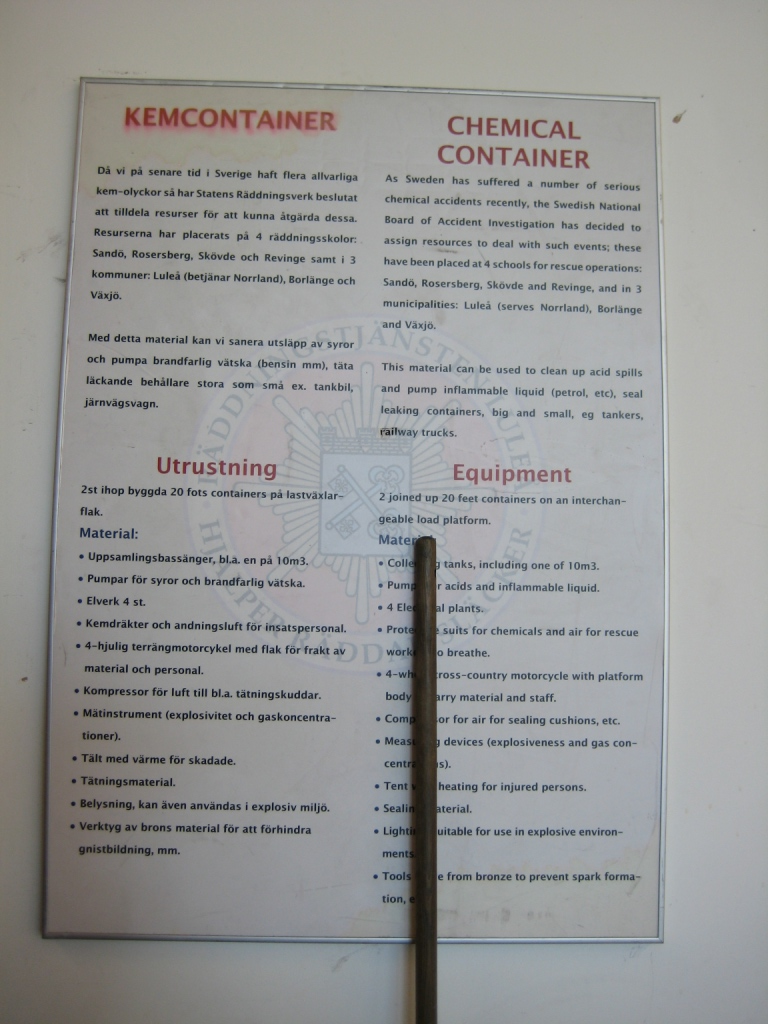 KEMCONTAINER
Då vi på senare tid i Sverige haft flera allvarliga
kem-olyckor så har Statens Räddningsverk beslutat
att tilldela resurser för att kunna åtgärda dessa.
Resurserna har placerats på 4 räddningsskolor:
Sandö, Rosersberg, Skövde och Revinge samt i 3
kommuner: Luleå (betjänar Norrland), Borlänge och
Växjö.
Med detta material kan vi sanera utsläpp av syror
och pumpa brandfarlig vätska (bensin mm), täta
läckande behållare stora som små ex. tankbil,
järnvägsvagn.
Utrustning
2st ihop byggda 20 fots containers på lastväxlar-
flak.
Material:
• Uppsamlingsbassänger, bl.a. en på 10m3.
• Pumpar för syror och brandfarlig vätska.
• Elverk 4 st.
• Kemdräkter och andningsluft för insatspersonal.
• 4-hjulig terrängmotorcykel med flak för frakt av
material och personal.
• Kompressor för luft till bl.a. tätningskuddar.
• Mätinstrument (explosivitet och gaskoncentra-
tioner).
• Tält med värme för skadade.
• Tätningsmaterial.
• Belysning, kan även användas i explosiv miljö.
• Verktyg av brons material för att förhindra
gnistbildning, mm.
CHEMICAL
CONTAINER
As Sweden has suffered a number of serious
chemical accidents recently, the Swedish National
Board of Accident Investigation has decided to
assign resources to deal with such events; these
have been placed at 4 schools for rescue operations:
Sandö, Rosersberg, Skövde and Revinge, and in 3
municipalities: Luleå (serves Norrland), Borlänge
and Växjö.
This material can be used to clean up acid spills
and pump inflammable liquid (petrol, etc), seal
leaking containers, big and small, eg tankers,
railway trucks.
Equipment
2 joined up 20 feet containers on an interchan-
geable load platform.
• tanks, including one of 10m3.
• acids and inflammable liquid.
• 4 plants.
• suits for chemicals and air for rescue
breathe.
• cross-country motorcycle with platform
body material and staff.
• for air for sealing cushions, etc.
• devices (explosiveness and gas con-
• Tent heating for injured persons.
•
• suitable for use in explosive environ-
ments
• Tools from bronze to prevent spark forma-
tion,
RÄDDNINGSTJÄNSTEN LULEÅ
HJÄLPER RÄDDAR SLÄCKER